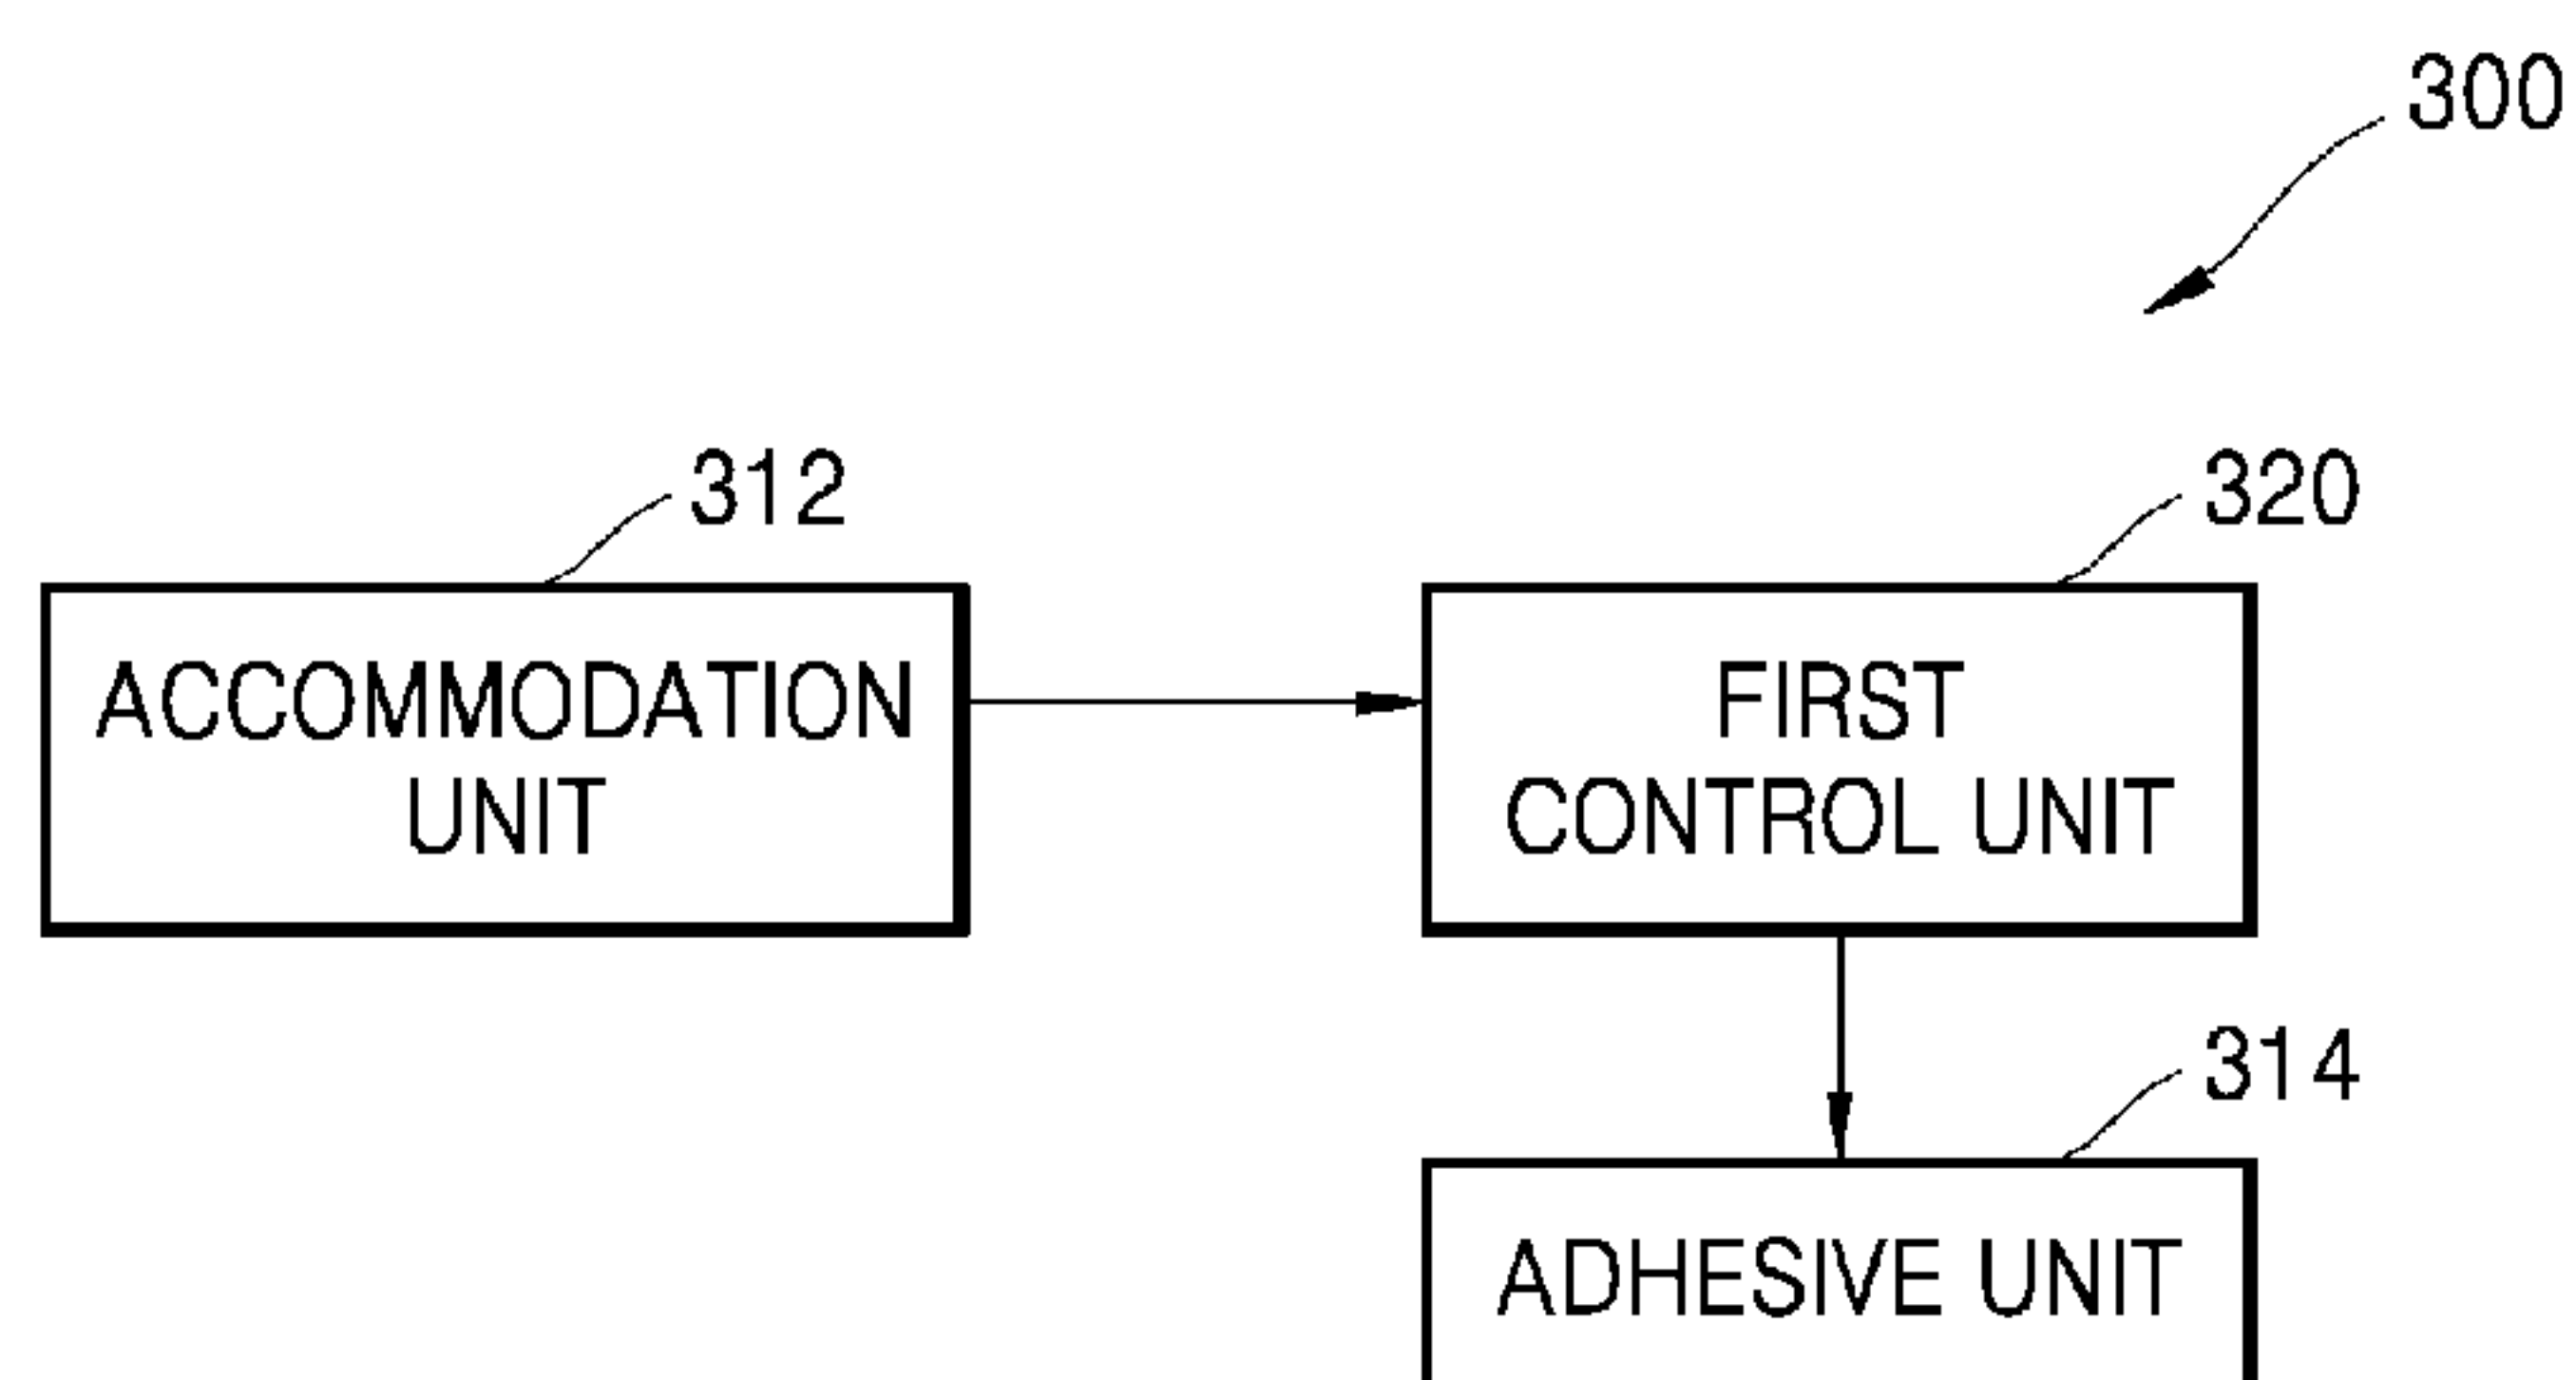 300
312
320
ACCOMMODATION
UNIT
FIRST
CONTROL UNIT
314
ADHESIVE UNIT